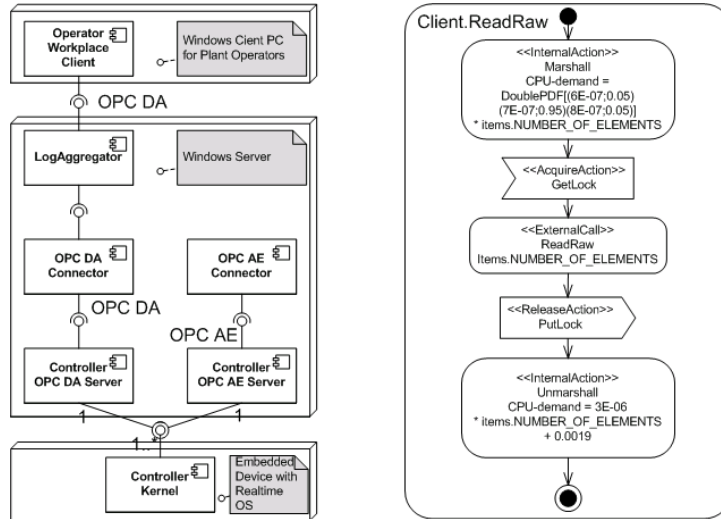 Operator
Workplace
Client
Windows Cient PC
for Plant Operators
OPC DA
LogAggregator
Windows Server
OPC DA
Connector
OPC AE
Connector
OPC DA
OPC AE
Controller
OPC DA Server
Controller
OPC AE Server
1
1
1..*
Controller
Kernel
Embedded
Device with
Realtime
OS
Client.ReadRaw
<<InternalAction>>
Marshall
CPU-demand =
DoublePDF[(6E-07;0.05)
(7E-07;0.95)(8E-07;0.05)]
* items.NUMBER_OF_ELEMENTS
<<AcquireAction>>
GetLock
<<ExternalCall>>
ReadRaw
Items.NUMBER_OF_ELEMENTS
<<ReleaseAction>>
PutLock
<<InternalAction>>
Unmarshall
CPU-demand = 3E-06
* items.NUMBER_OF_ELEMENTS
+ 0.0019